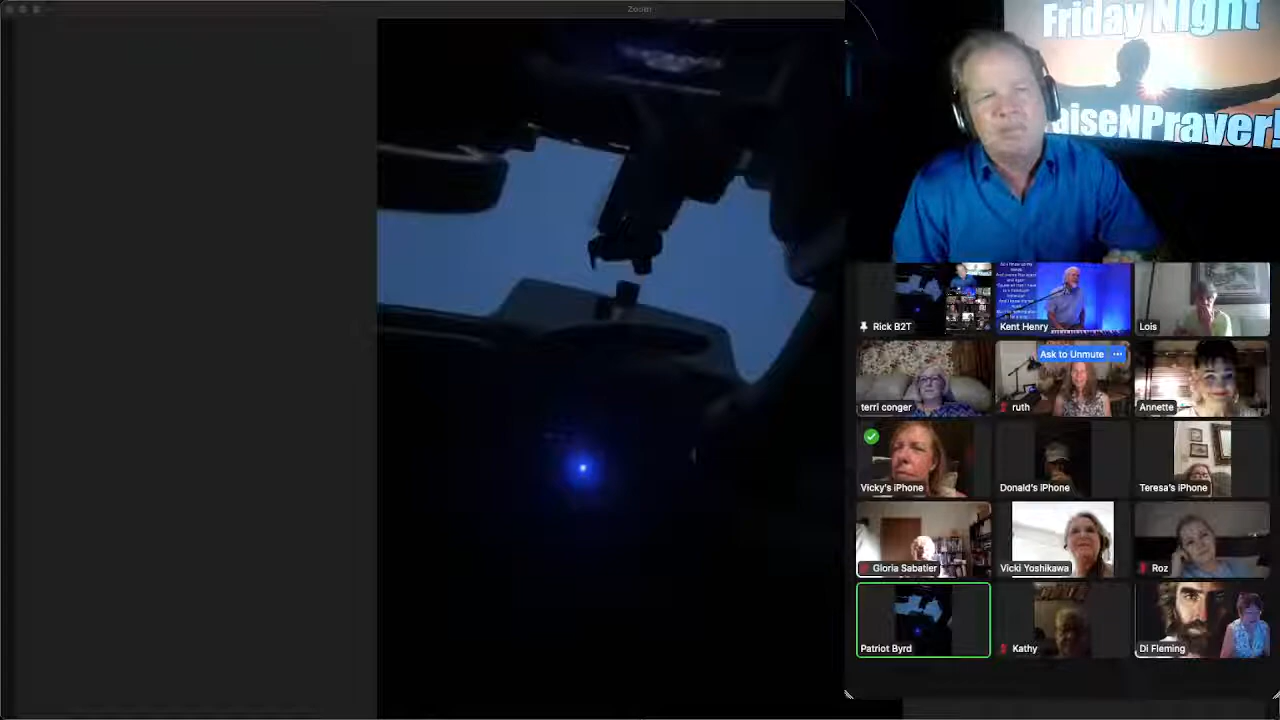 Zoom
Friday Night
aiseNPrayer!
Rick B2T
Kent Henry
Lois
terri conger
Ask to Unmute
ruth
Annette
Vicky's iPhone
Donald's iPhone
Teresa's iPhone
Gloria Sabatier
Vicki Yoshikawa
Roz
Patriot Byrd
Kathy
Di Fleming